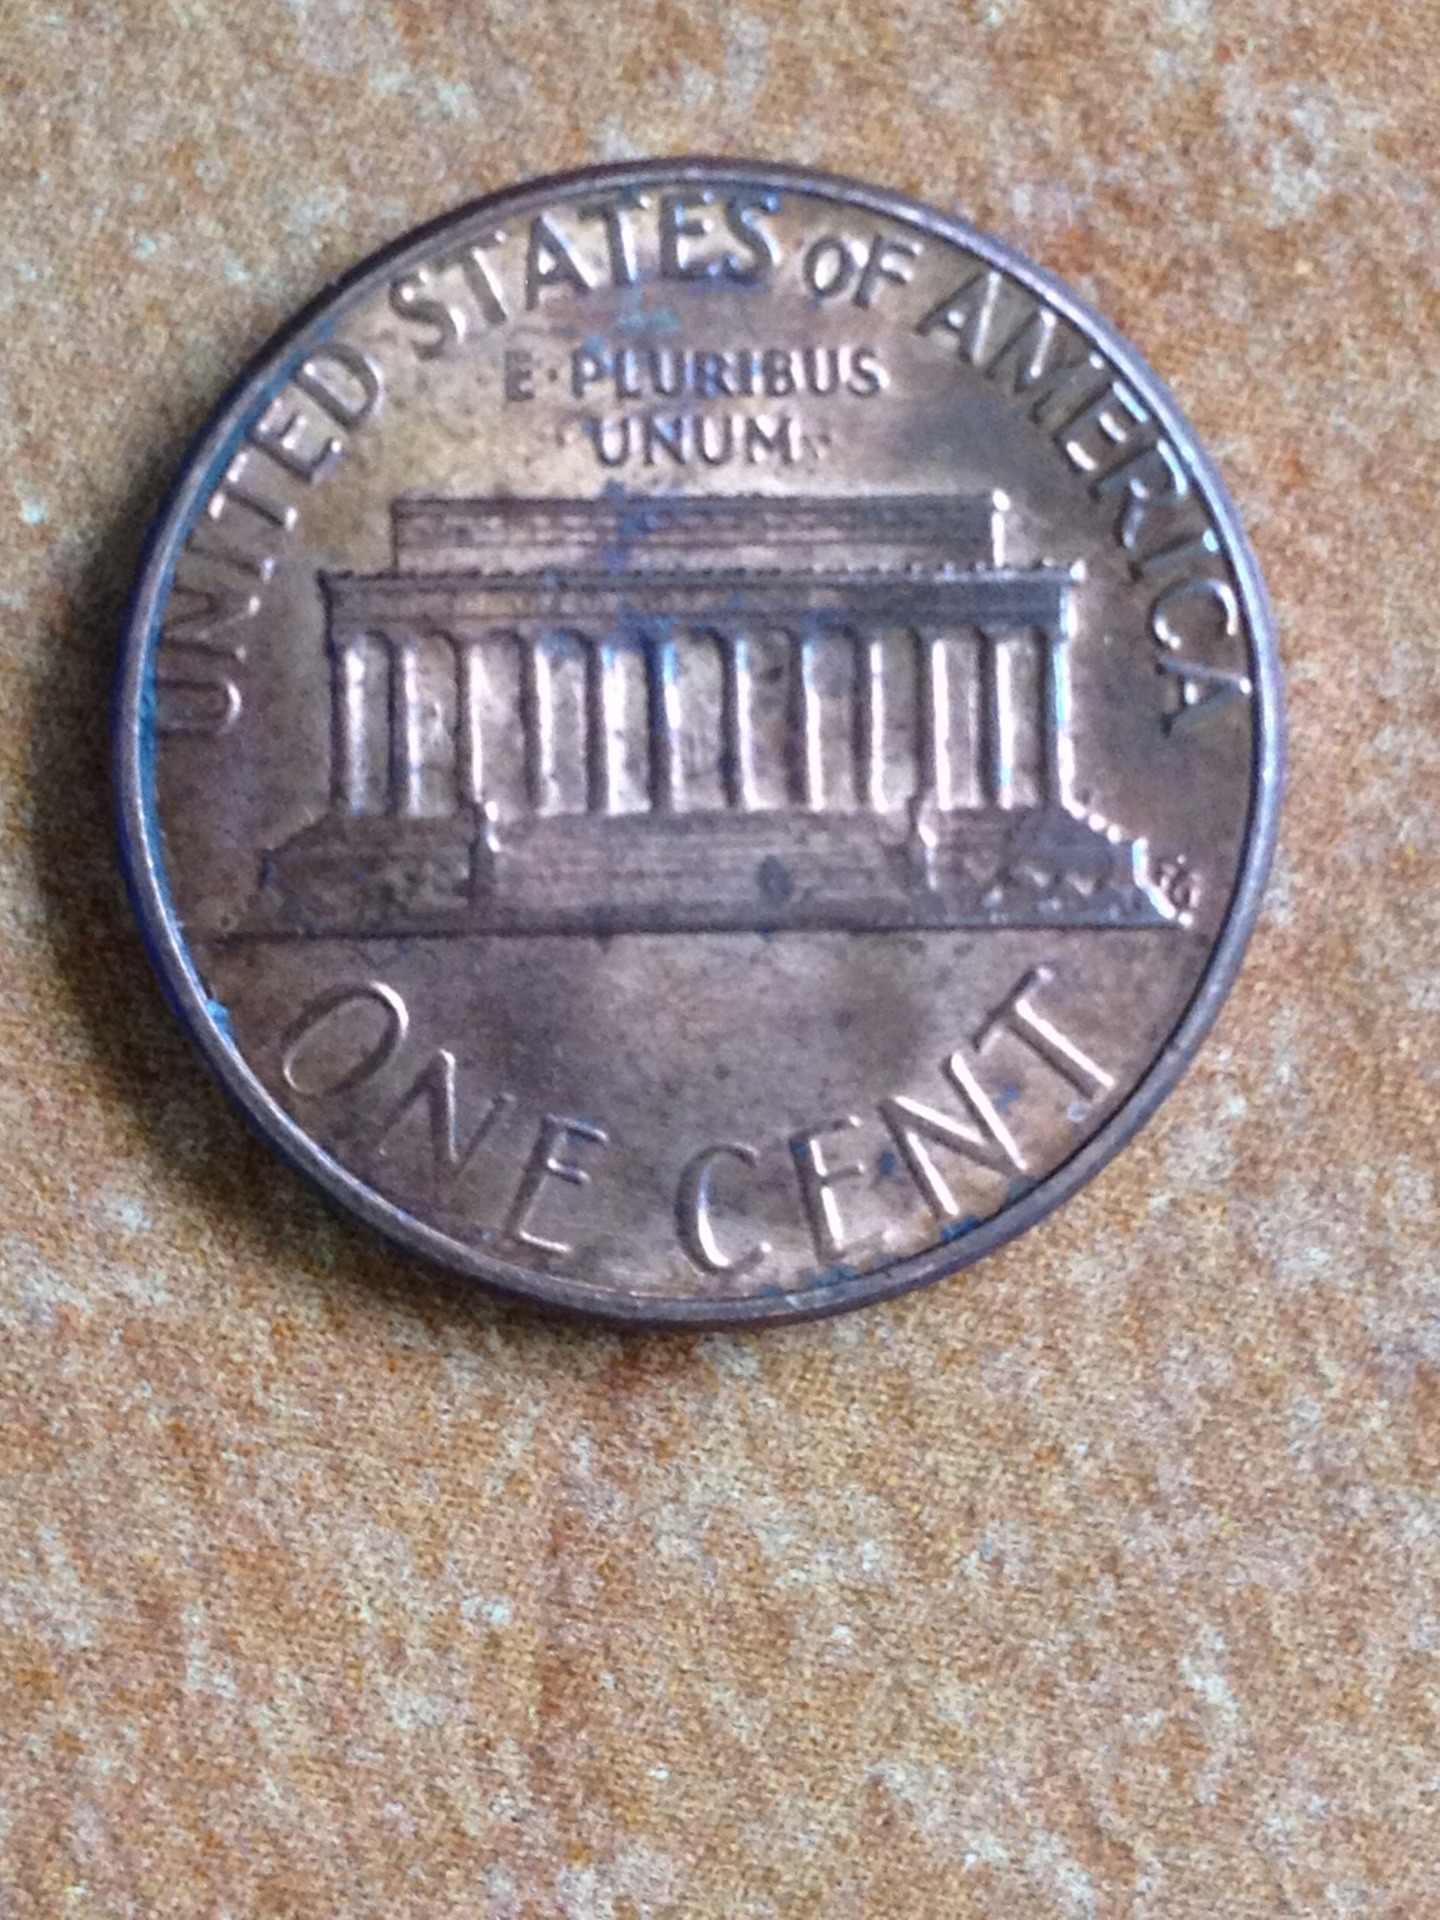 UNITED STATES OF AMERICA
E·PLURIBUS
UNUM
ONE CENT